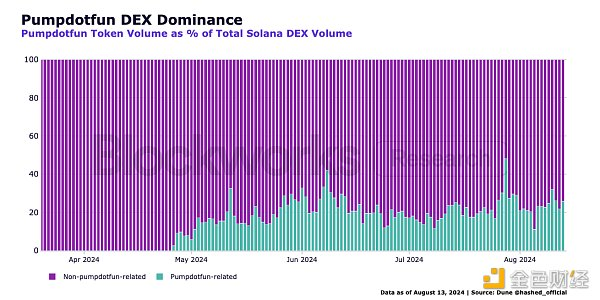 Pumpdotfun DEX Dominance
Pumpdotfun Token Volume as % of Total Solana DEX Volume
100
80
60
40
20
0
Blockworks Research
Apr 2024 May 2024 Jun 2024 Jul 2024 Aug 2024
Non-pumpdotfun-related Pumpdotfun-related
Data as of August 13, 2024 | Source: Dune @hashed_official
金色财经